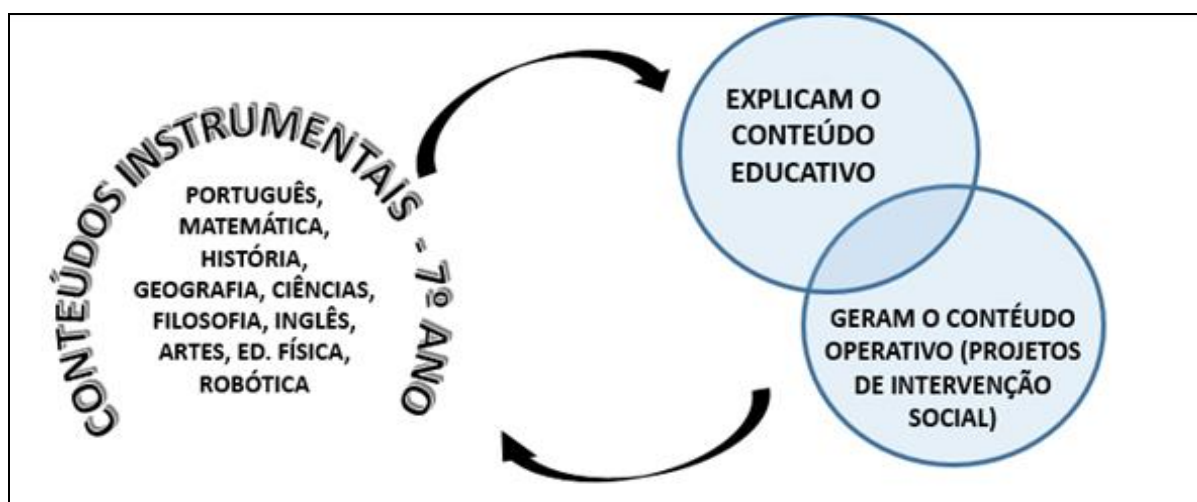 CONTEÚDOS INSTRUMENTAIS - 7º ANO
PORTUGUÊS,
MATEMÁTICA,
HISTÓRIA,
GEOGRAFIA, CIÊNCIAS,
FILOSOFIA, INGLÊS,
ARTES, ED. FÍSICA,
ROBÓTICA
EXPLICAM O
CONTEÚDO
EDUCATIVO
GERAM O CONTÉUDO
OPERATIVO (PROJETOS
DE INTERVENÇÃO
SOCIAL)